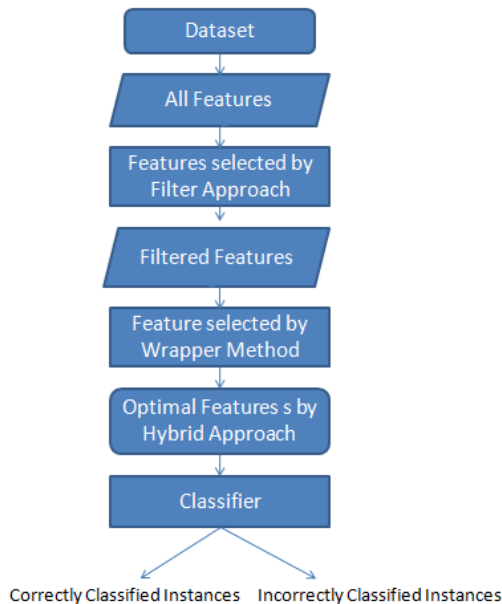 Dataset
All Features
Features selected by
Filter Approach
Filtered Features
Feature selected by
Wrapper Method
Optimal Features s by
Hybrid Approach
Classifier
Correctly Classified Instances
Incorrectly Classified Instances